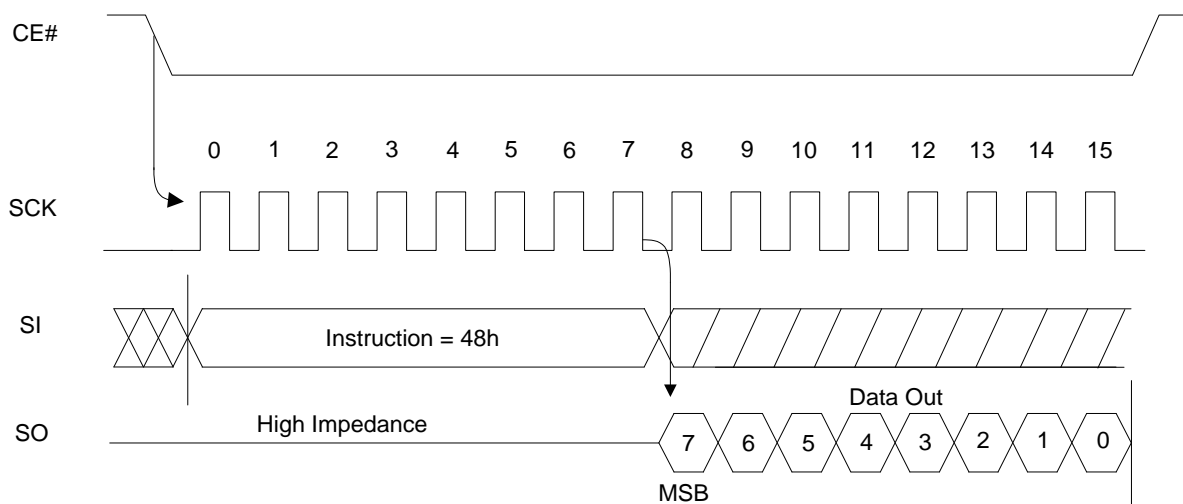 CE#
0 1 2 3 4 5 6 7 8 9 10 11 12 13 14 15
SCK
SI
Instruction = 48h
Data Out
High Impedance
SO
7 6 5 4 3 2 1 0
MSB